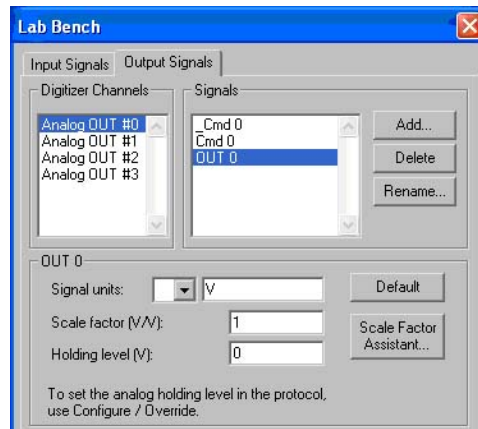 Lab Bench
Input Signals Output Signals
Digitizer Channels
Analog OUT #0
Analog OUT #1
Analog OUT #2
Analog OUT #3
Signals
_Cmd 0
Cmd 0
OUT 0
Add...
Delete
Rename...
OUT 0
Signal units: V
Default
Scale factor (V/V): 1
Scale Factor
Assistant...
Holding level (V): 0
To set the analog holding level in the protocol,
use Configure / Override.